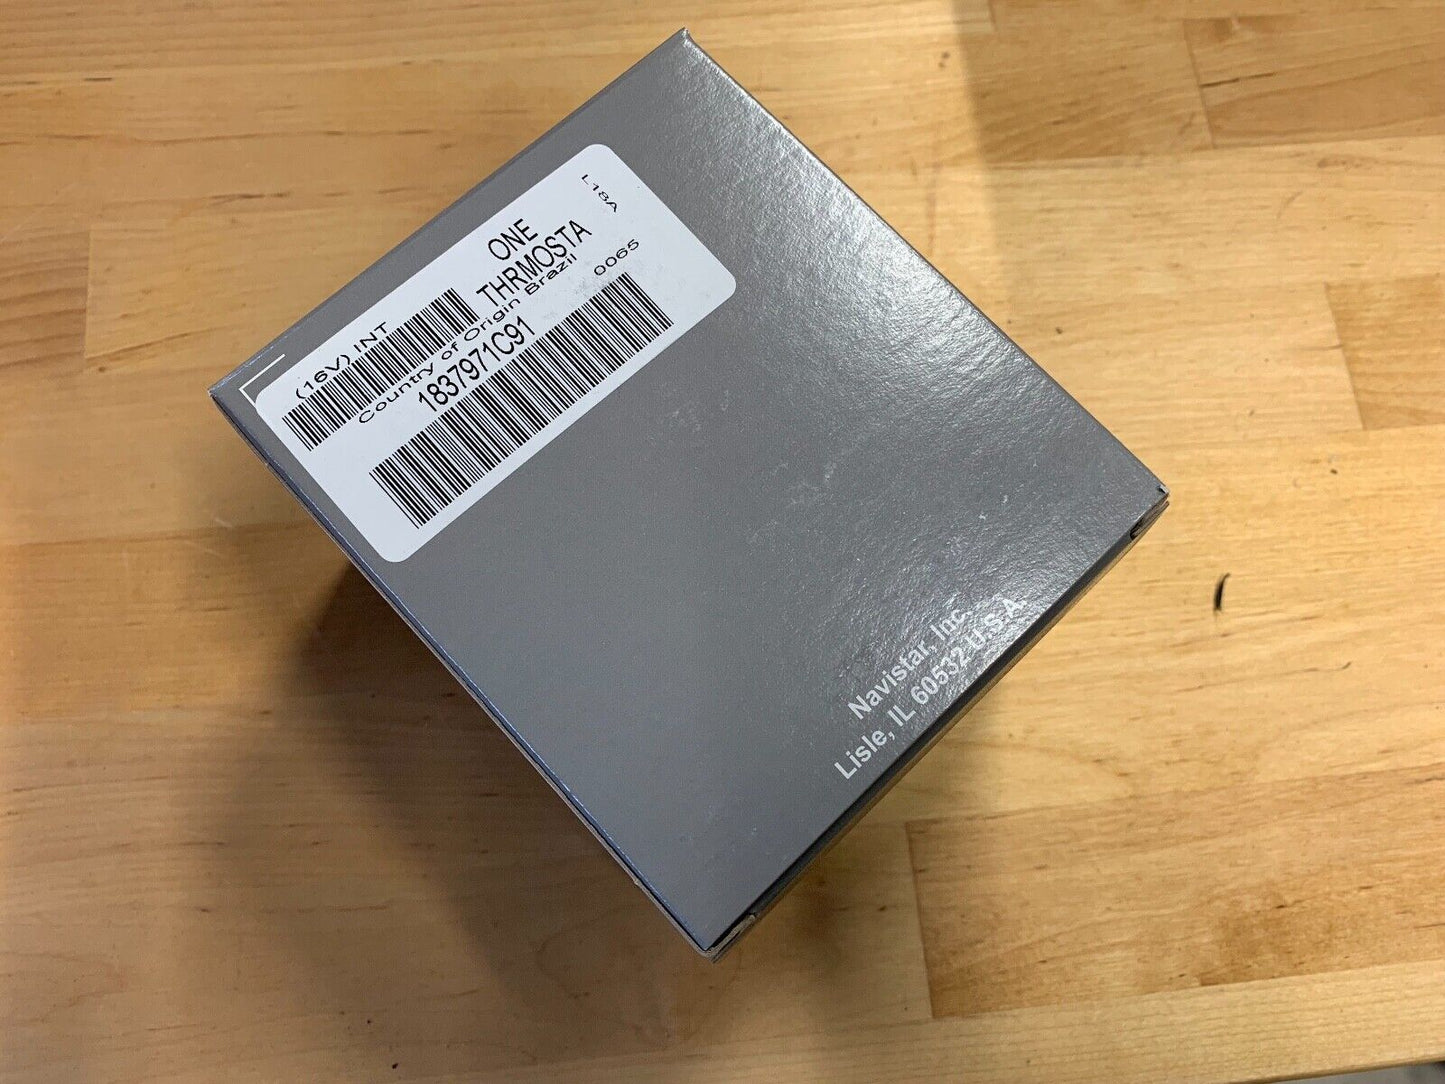 L18A
(16V) INT
ONE
THRMOSTA
Country of Origin Brazil
0065
1837971C91
Navistar, Inc.
Lisle, IL 60532 U.S.A.